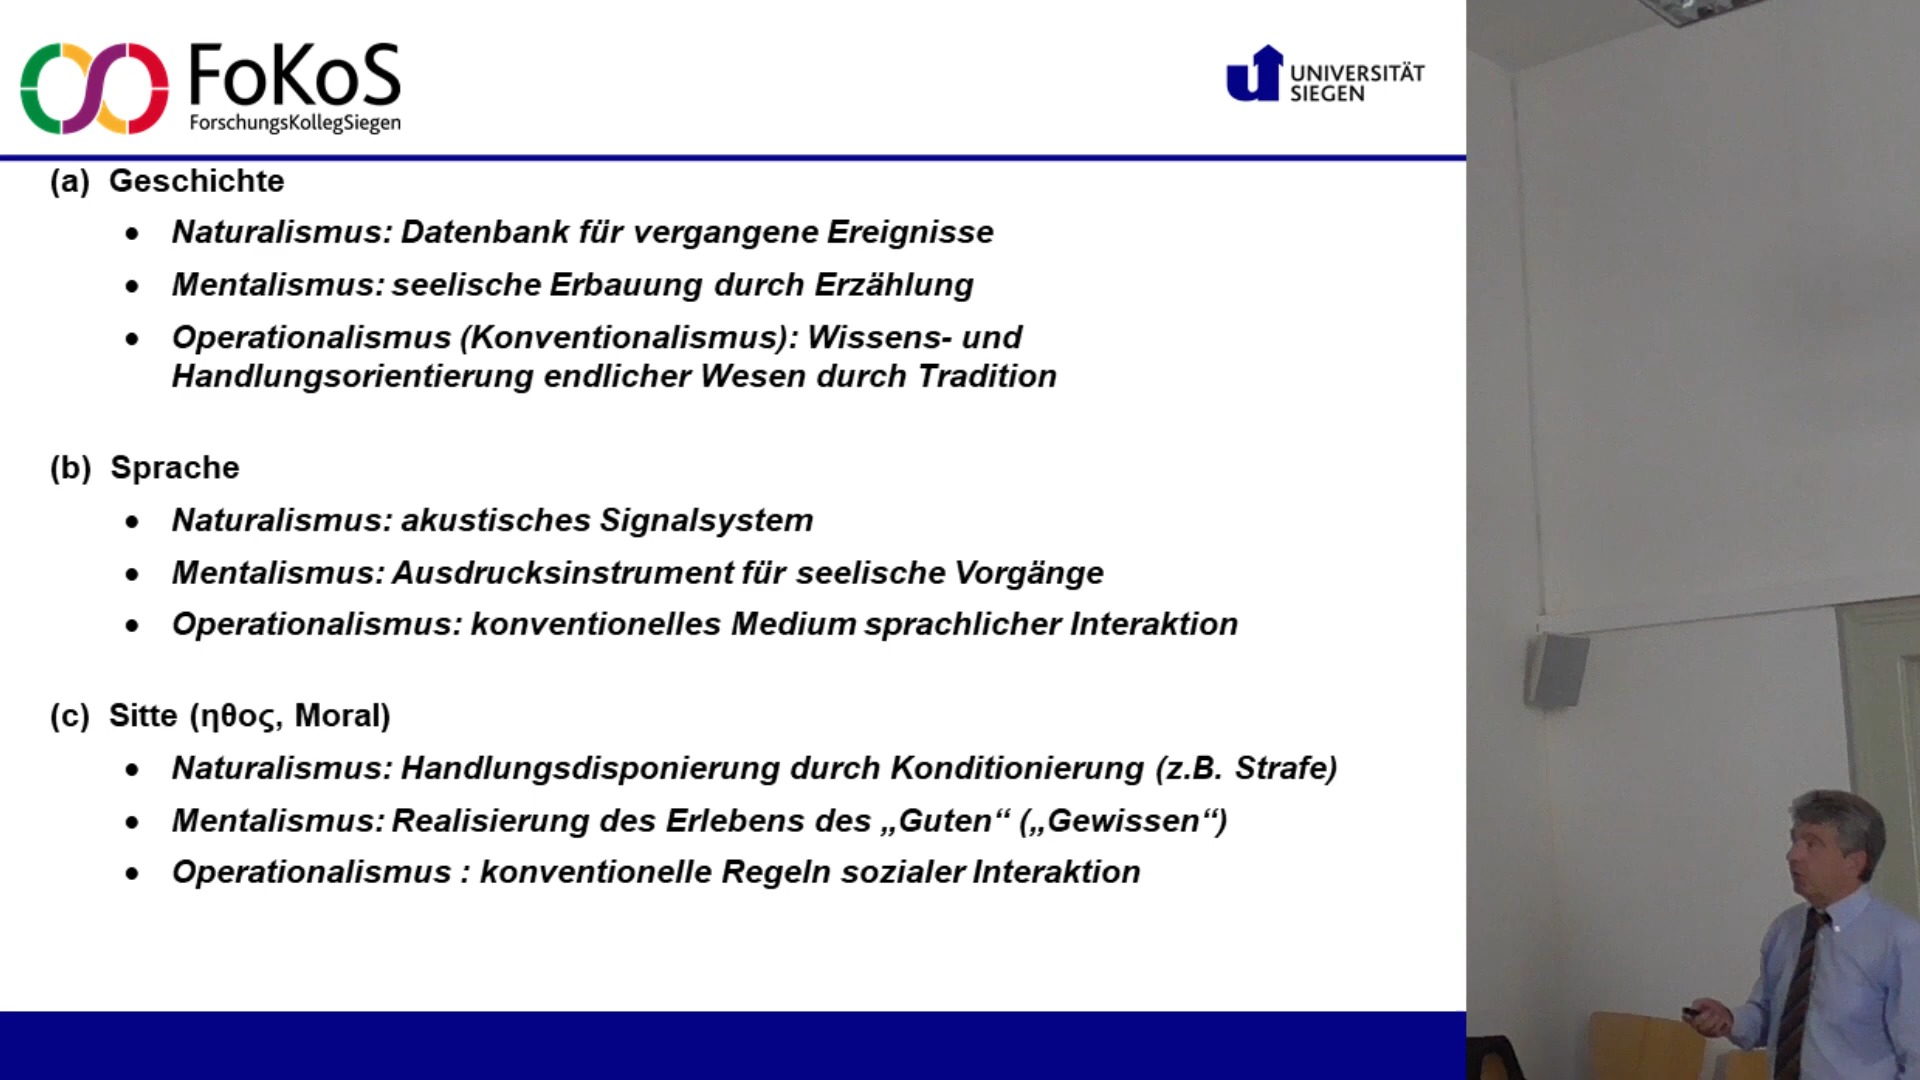 FoKoS
ForschungsKollegSiegen
UNIVERSITÄT
SIEGEN
(a) Geschichte
• Naturalismus: Datenbank für vergangene Ereignisse
• Mentalismus: seelische Erbauung durch Erzählung
• Operationalismus (Konventionalismus): Wissens- und
Handlungsorientierung endlicher Wesen durch Tradition
(b) Sprache
• Naturalismus: akustisches Signalsystem
• Mentalismus: Ausdrucksinstrument für seelische Vorgänge
• Operationalismus: konventionelles Medium sprachlicher Interaktion
(c) Sitte (ηθος, Moral)
• Naturalismus: Handlungsdisponierung durch Konditionierung (z.B. Strafe)
• Mentalismus: Realisierung des Erlebens des „Guten“ („Gewissen“)
• Operationalismus : konventionelle Regeln sozialer Interaktion